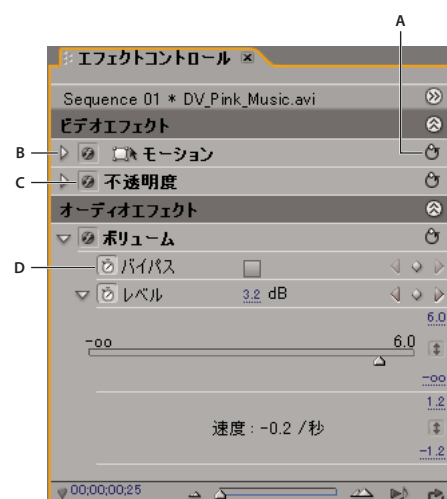 A
エフェクトコントロール
Sequence 01 * DV_Pink_Music.avi
ビデオエフェクト
B
モーション
C
不透明度
オーディオエフェクト
ボリューム
D
バイパス
レベル 3.2 dB
6.0
-oo 6.0
-oo
1.2
速度 : -0.2 /秒
-1.2
00;00;00;25